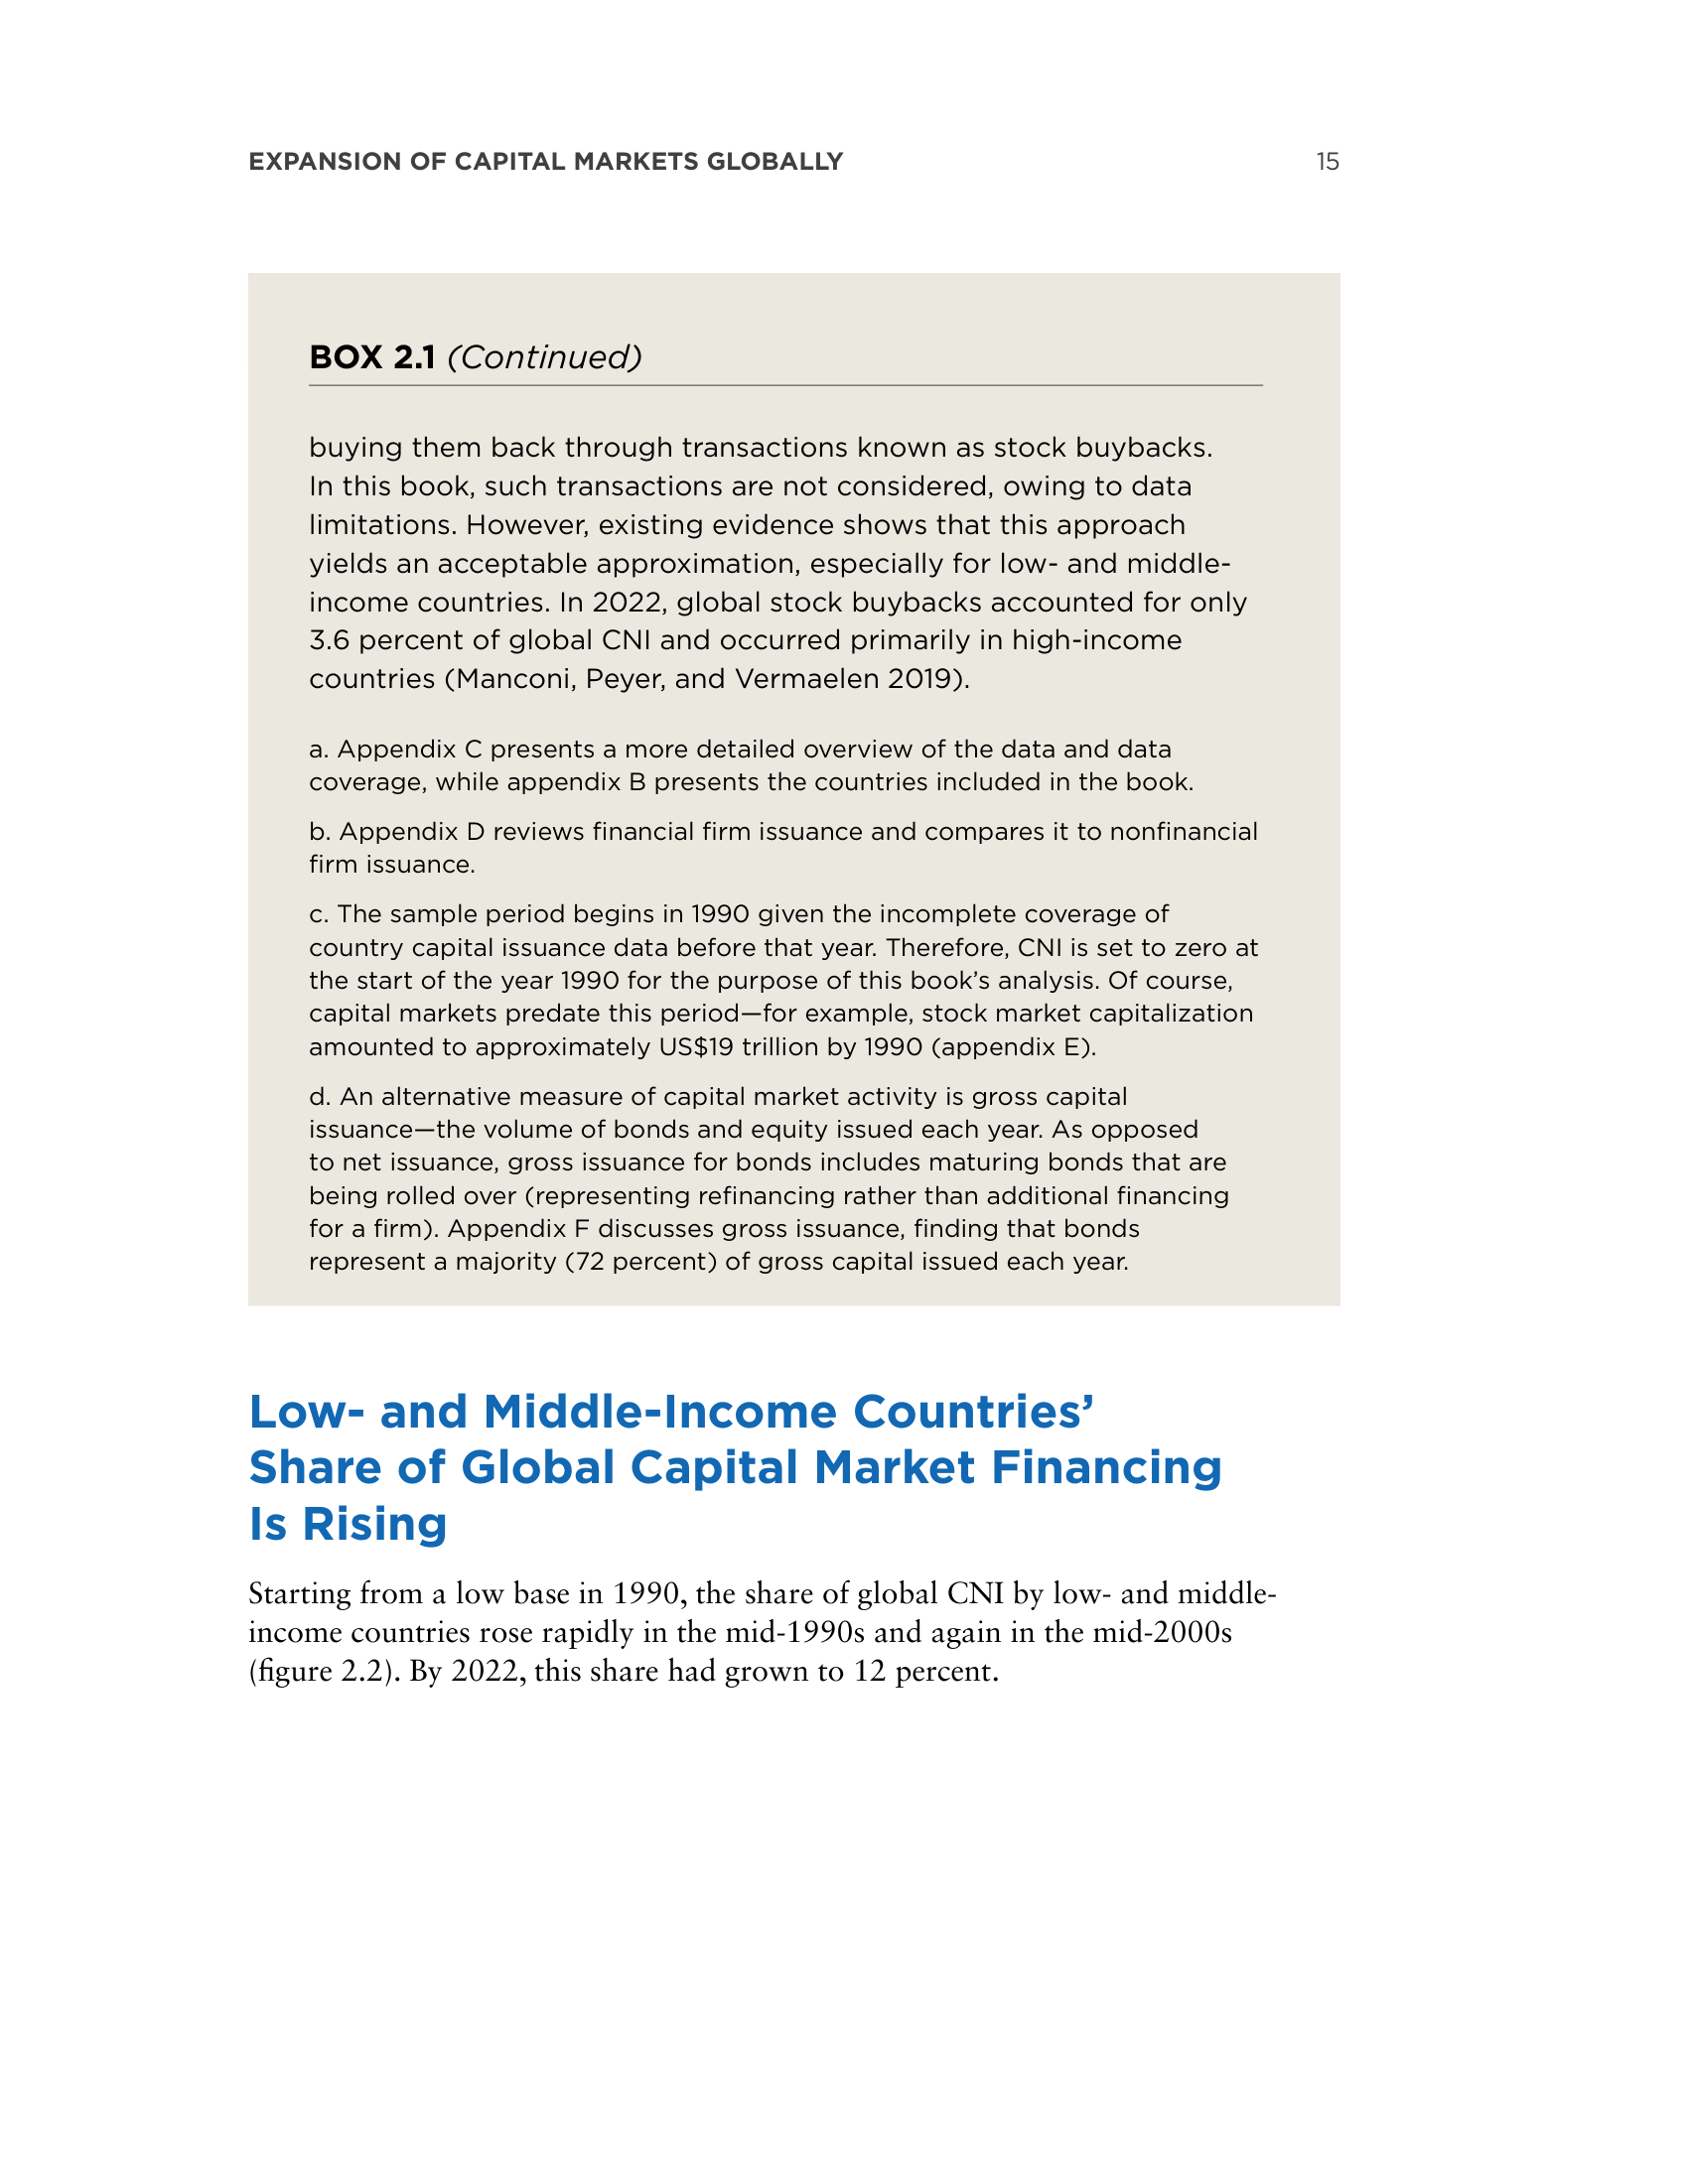 EXPANSION OF CAPITAL MARKETS GLOBALLY 15
BOX 2.1 (Continued)
buying them back through transactions known as stock buybacks.
In this book, such transactions are not considered, owing to data
limitations. However, existing evidence shows that this approach
yields an acceptable approximation, especially for low- and middle-
income countries. In 2022, global stock buybacks accounted for only
3.6 percent of global CNI and occurred primarily in high-income
countries (Manconi, Peyer, and Vermaelen 2019).
a. Appendix C presents a more detailed overview of the data and data
coverage, while appendix B presents the countries included in the book.
b. Appendix D reviews financial firm issuance and compares it to nonfinancial
firm issuance.
c. The sample period begins in 1990 given the incomplete coverage of
country capital issuance data before that year. Therefore, CNI is set to zero at
the start of the year 1990 for the purpose of this book’s analysis. Of course,
capital markets predate this period—for example, stock market capitalization
amounted to approximately US$19 trillion by 1990 (appendix E).
d. An alternative measure of capital market activity is gross capital
issuance—the volume of bonds and equity issued each year. As opposed
to net issuance, gross issuance for bonds includes maturing bonds that are
being rolled over (representing refinancing rather than additional financing
for a firm). Appendix F discusses gross issuance, finding that bonds
represent a majority (72 percent) of gross capital issued each year.
Low- and Middle-Income Countries’
Share of Global Capital Market Financing
Is Rising
Starting from a low base in 1990, the share of global CNI by low- and middle-
income countries rose rapidly in the mid-1990s and again in the mid-2000s
(figure 2.2). By 2022, this share had grown to 12 percent.